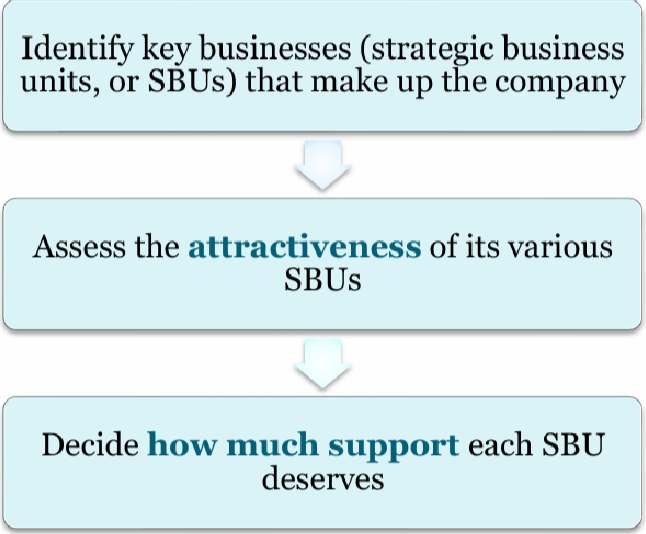 Identify key businesses (strategic business
units, or SBUs) that make up the company
Assess the attractiveness of its various
SBUs
Decide how much support each SBU
deserves